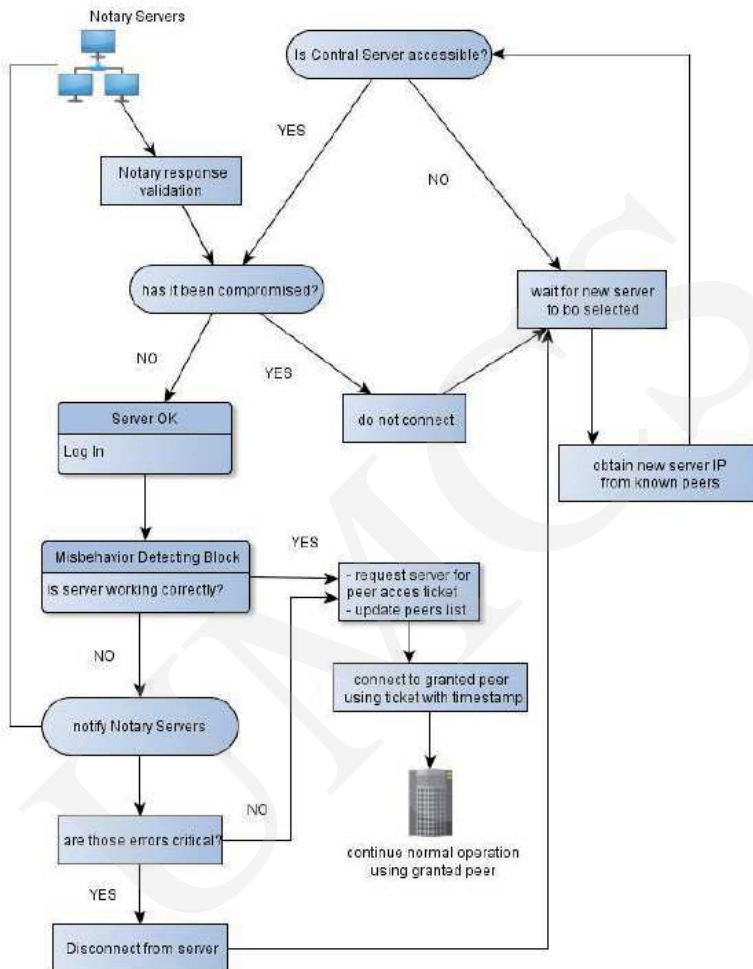 Notary Servers
Is Contral Server accessible?
YES
NO
Notary response
validation
has it been compromised?
wait for new server
to bo selected
NO
YES
Server OK
Log In
do not connect
obtain new server IP
from known peers
Misbehavior Detecting Block
Is server working correctly?
YES
- request server for
peer acces ticket
- update peers list
NO
connect to granted peer
using ticket with timestamp
notify Notary Servers
NO
are those errors critical?
continue normal operation
using granted peer
YES
Disconnect from server
UMCS